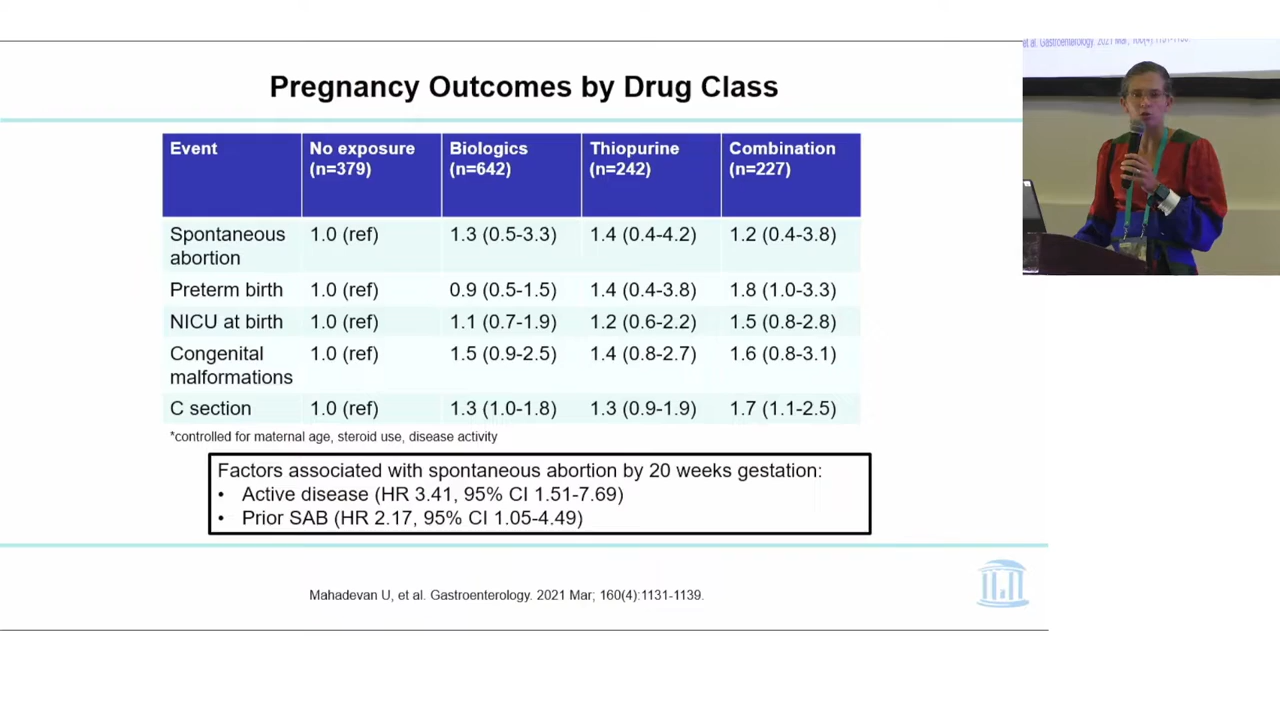 Pregnancy Outcomes by Drug Class
Event No exposure (n=379) Biologics (n=642) Thiopurine (n=242) Combination (n=227)
Spontaneous abortion 1.0 (ref) 1.3 (0.5-3.3) 1.4 (0.4-4.2) 1.2 (0.4-3.8)
Preterm birth 1.0 (ref) 0.9 (0.5-1.5) 1.4 (0.4-3.8) 1.8 (1.0-3.3)
NICU at birth 1.0 (ref) 1.1 (0.7-1.9) 1.2 (0.6-2.2) 1.5 (0.8-2.8)
Congenital malformations 1.0 (ref) 1.5 (0.9-2.5) 1.4 (0.8-2.7) 1.6 (0.8-3.1)
C section 1.0 (ref) 1.3 (1.0-1.8) 1.3 (0.9-1.9) 1.7 (1.1-2.5)
*controlled for maternal age, steroid use, disease activity
Factors associated with spontaneous abortion by 20 weeks gestation:
• Active disease (HR 3.41, 95% CI 1.51-7.69)
• Prior SAB (HR 2.17, 95% CI 1.05-4.49)
Mahadevan U, et al. Gastroenterology. 2021 Mar; 160(4):1131-1139.
et al. Gastroenterology. 2021 Mar;